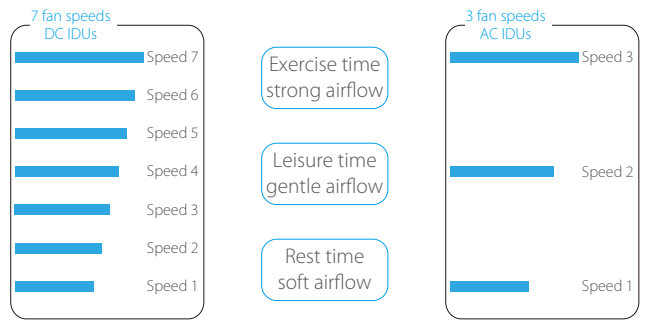 7 fan speeds
DC IDUs
Speed 7
Speed 6
Speed 5
Speed 4
Speed 3
Speed 2
Speed 1
Exercise time
strong airflow
Leisure time
gentle airflow
Rest time
soft airflow
3 fan speeds
AC IDUs
Speed 3
Speed 2
Speed 1